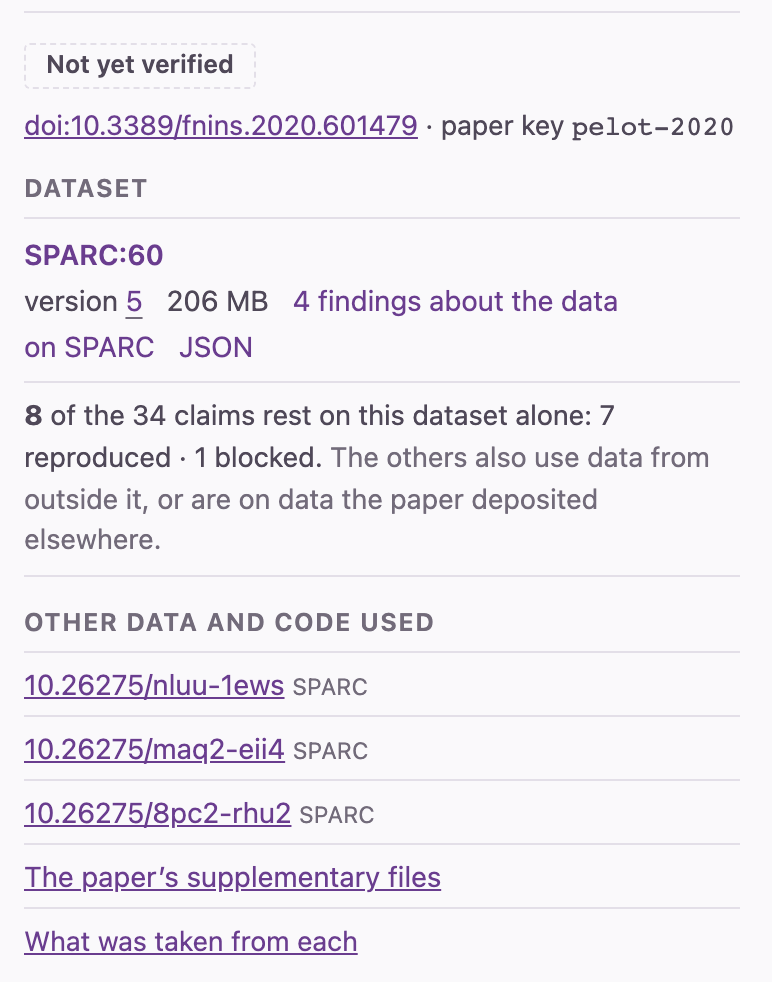 Not yet verified
doi:10.3389/fnins.2020.601479 · paper key pelot-2020
DATASET
SPARC:60
version 5 206 MB 4 findings about the data
on SPARC JSON
8 of the 34 claims rest on this dataset alone: 7
reproduced · 1 blocked. The others also use data from
outside it, or are on data the paper deposited
elsewhere.
OTHER DATA AND CODE USED
10.26275/nluu-1ews SPARC
10.26275/maq2-eii4 SPARC
10.26275/8pc2-rhu2 SPARC
The paper’s supplementary files
What was taken from each